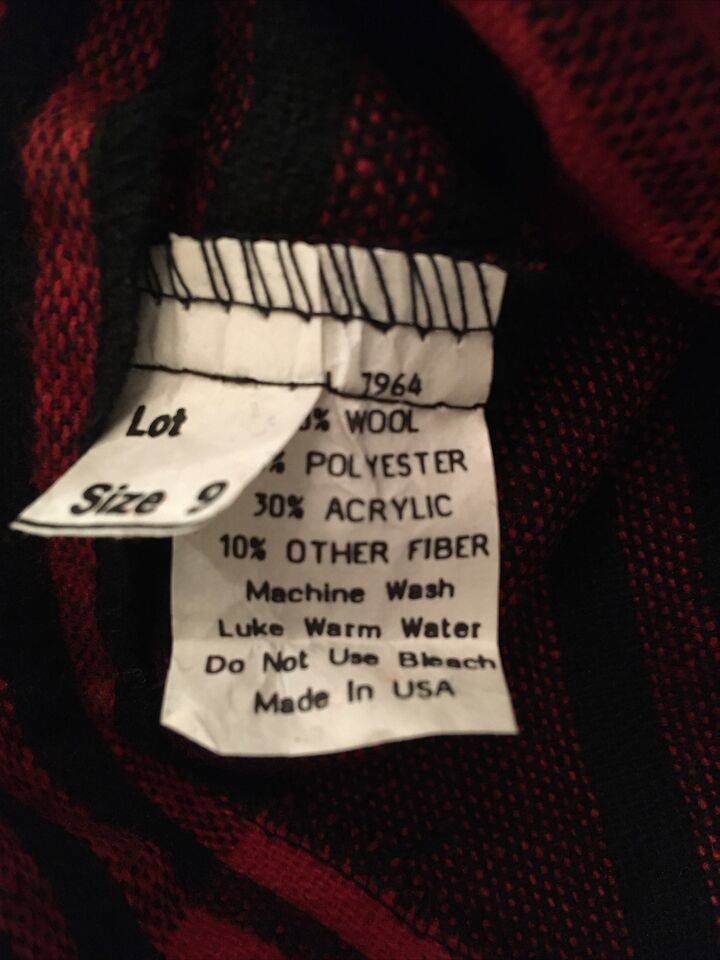 Lot
Size 9
7964
% WOOL
% POLYESTER
30% ACRYLIC
10% OTHER FIBER
Machine Wash
Luke Warm Water
Do Not Use Bleach
Made In USA